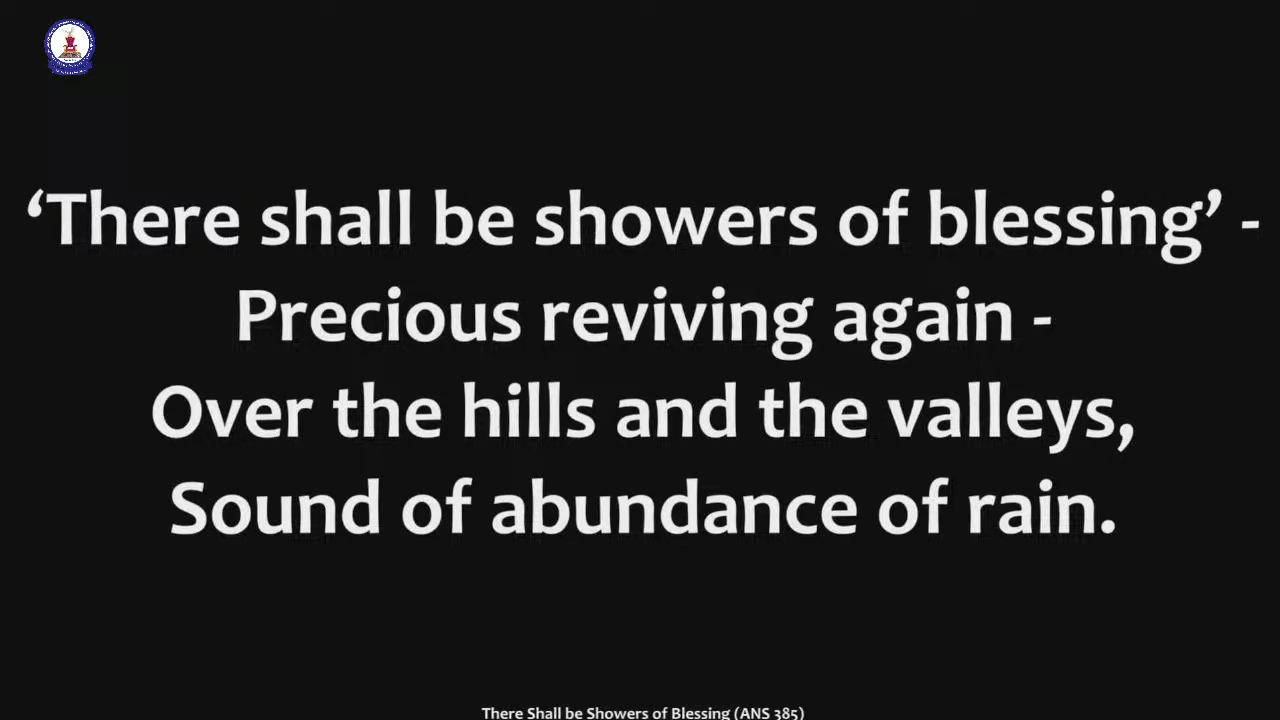 ‘There shall be showers of blessing’ -
Precious reviving again -
Over the hills and the valleys,
Sound of abundance of rain.
There Shall be Showers of Blessing (ANS 385)